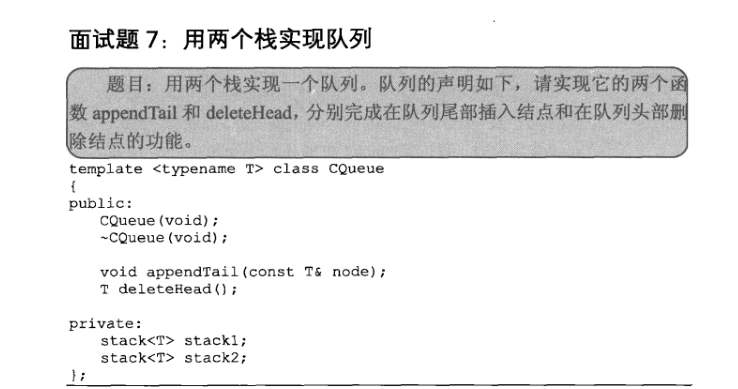 面试题 7：用两个栈实现队列
题目：用两个栈实现一个队列。队列的声明如下，请实现它的两个函
数 appendTail 和 deleteHead，分别完成在队列尾部插入结点和在队列头部删
除结点的功能。
template <typename T> class CQueue
{
public:
    CQueue(void);
    ~CQueue(void);

    void appendTail(const T& node);
    T deleteHead();

private:
    stack<T> stack1;
    stack<T> stack2;
};